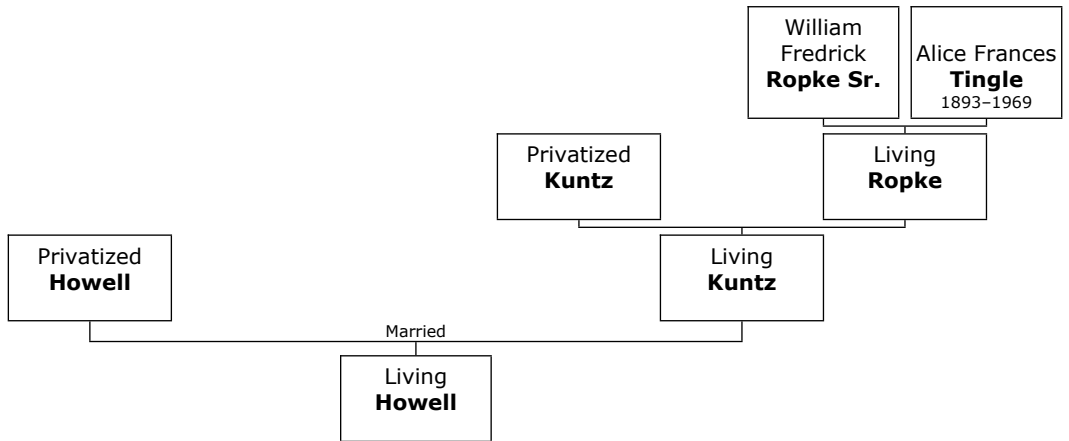 William
Fredrick
Ropke Sr.
Alice Frances
Tingle
1893–1969
Privatized
Kuntz
Living
Ropke
Privatized
Howell
Living
Kuntz
Married
Living
Howell